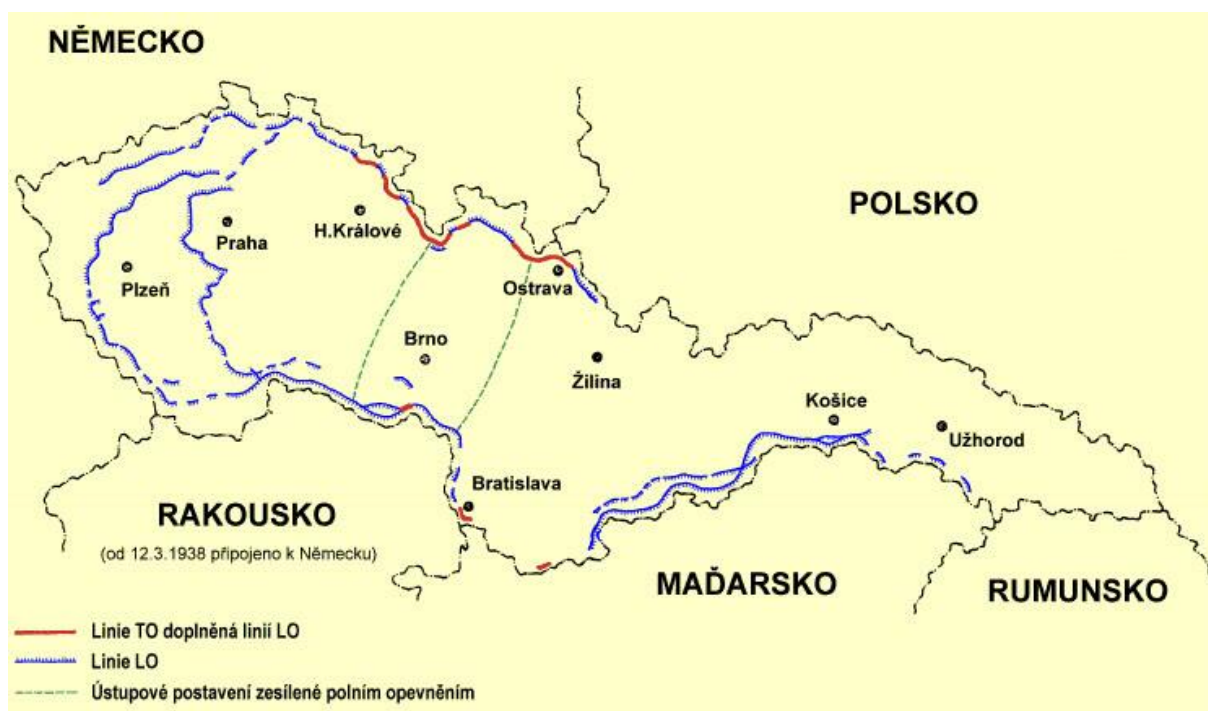 NĚMECKO
POLSKO
Praha
H.Králové
Plzeň
Ostrava
Brno
Žilina
Košice
Užhorod
Bratislava
RAKOUSKO
(od 12.3.1938 připojeno k Německu)
MAĎARSKO
RUMUNSKO
Linie TO doplněná linií LO
Linie LO
Ústupové postavení zesílené polním opevněním